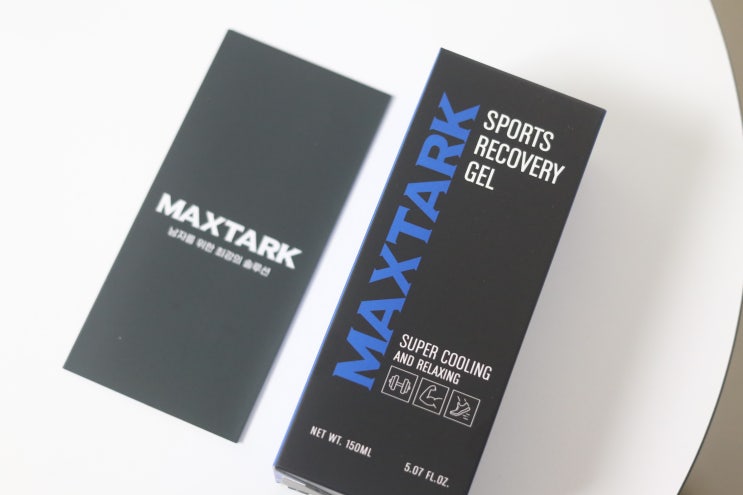 MAXTARK
남자를 위한 최강의 솔루션
MAXTARK
SPORTS
RECOVERY
GEL
SUPER COOLING
AND RELAXING
NET WT. 150ML
5.07 FL.OZ.